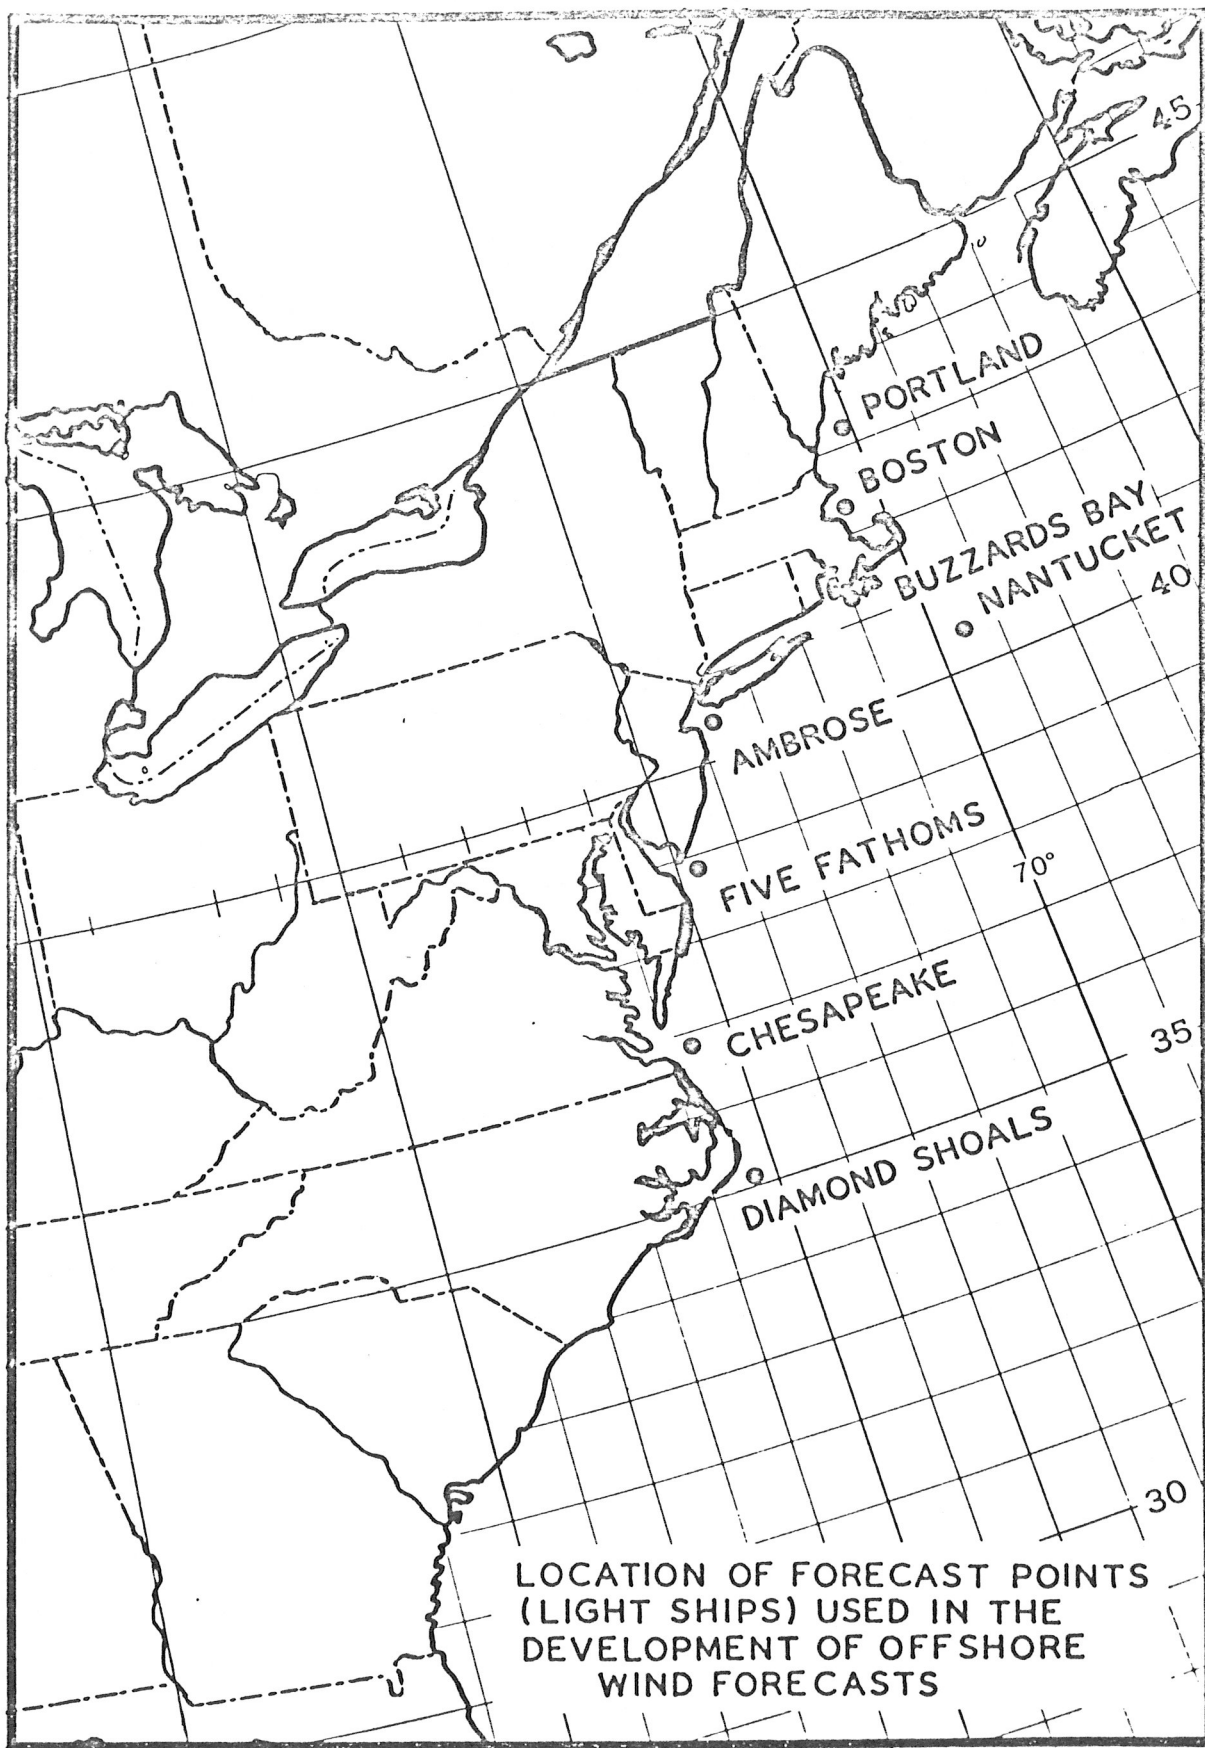 45
PORTLAND
BOSTON
BUZZARDS BAY
NANTUCKET
40
AMBROSE
FIVE FATHOMS
70°
CHESAPEAKE
35
DIAMOND SHOALS
30
LOCATION OF FORECAST POINTS
(LIGHT SHIPS) USED IN THE
DEVELOPMENT OF OFFSHORE
WIND FORECASTS